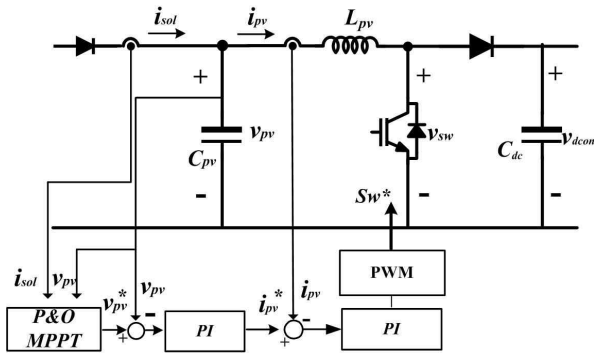 i_sol i_pv L_pv
+ + +
C_pv v_pv v_sw C_dc v_dcon
- - -
Sw*
i_sol v_pv v_pv* v_pv i_pv* i_pv PWM
P&O
MPPT
+ - PI + - PI